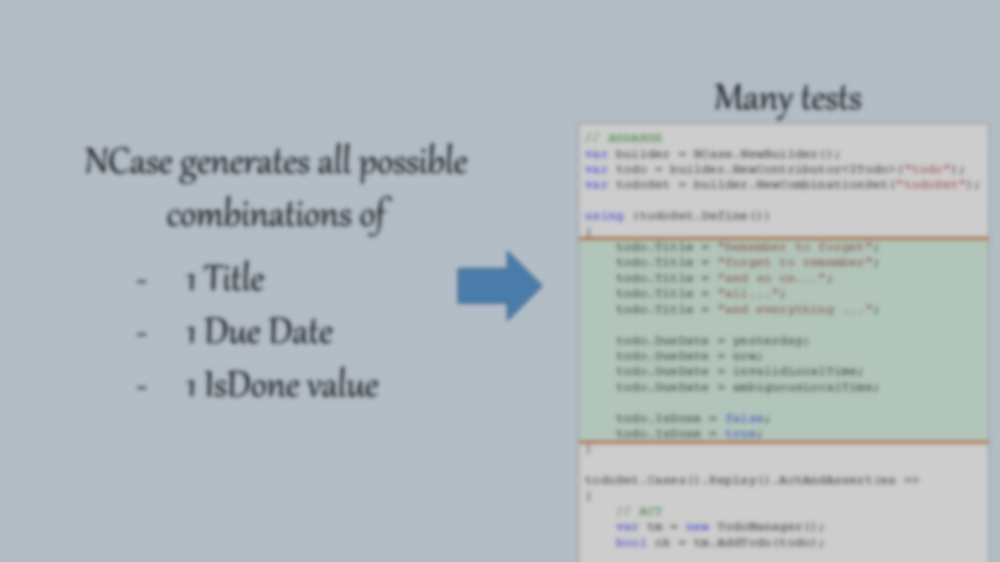 NCase generates all possible
combinations of
- 1 Title
- 1 Due Date
- 1 IsDone value
Many tests
// ARRANGE
var builder = NCase.NewBuilder();
var todo = builder.NewContributor<ITodo>("todo");
var todoSet = builder.NewCombinationSet("todoSet");
using (todoSet.Define())
{
todo.Title = "Remember to forget";
todo.Title = "forget to remember";
todo.Title = "and so on...";
todo.Title = "all...";
todo.Title = "and everything ...";
todo.DueDate = yesterday;
todo.DueDate = now;
todo.DueDate = invalidLocalTime;
todo.DueDate = ambiguousLocalTime;
todo.IsDone = false;
todo.IsDone = true;
}
todoSet.Cases().Replay().ActAndAssert(ea =>
{
// ACT
var tm = new TodoManager();
bool ok = tm.AddTodo(todo);